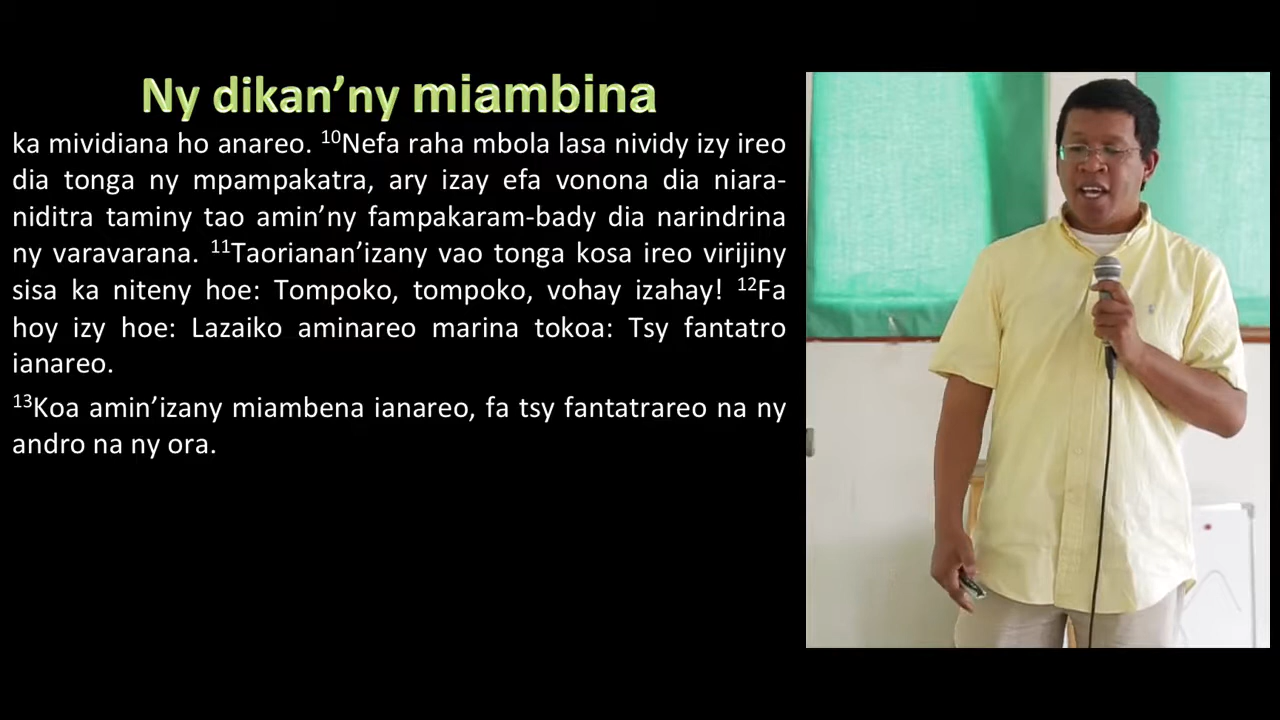 Ny dikan’ny miambina
ka mividiana ho anareo. ¹⁰Nefa raha mbola lasa nividy izy ireo
dia tonga ny mpampakatra, ary izay efa vonona dia niara-
niditra taminy tao amin’ny fampakaram-bady dia narindrina
ny varavarana. ¹¹Taorianan’izany vao tonga kosa ireo virijiny
sisa ka niteny hoe: Tompoko, tompoko, vohay izahay! ¹²Fa
hoy izy hoe: Lazaiko aminareo marina tokoa: Tsy fantatro
ianareo.
¹³Koa amin’izany miambena ianareo, fa tsy fantatrareo na ny
andro na ny ora.